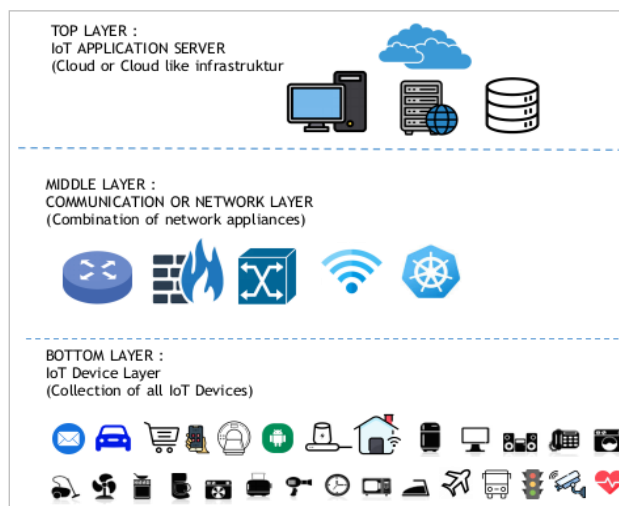 TOP LAYER :
IoT APPLICATION SERVER
(Cloud or Cloud like infrastruktur
MIDDLE LAYER :
COMMUNICATION OR NETWORK LAYER
(Combination of network appliances)
BOTTOM LAYER :
IoT Device Layer
(Collection of all IoT Devices)